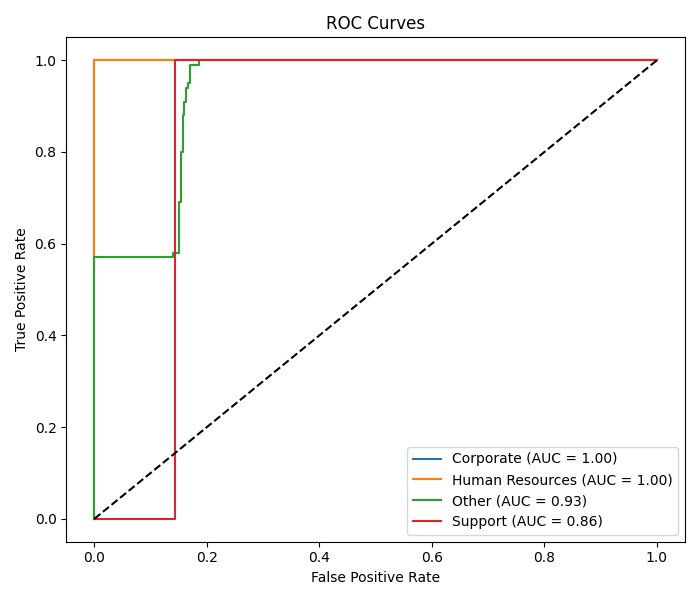 ROC Curves
True Positive Rate
1.0
0.8
0.6
0.4
0.2
0.0
Corporate (AUC = 1.00)
Human Resources (AUC = 1.00)
Other (AUC = 0.93)
Support (AUC = 0.86)
0.0 0.2 0.4 0.6 0.8 1.0
False Positive Rate